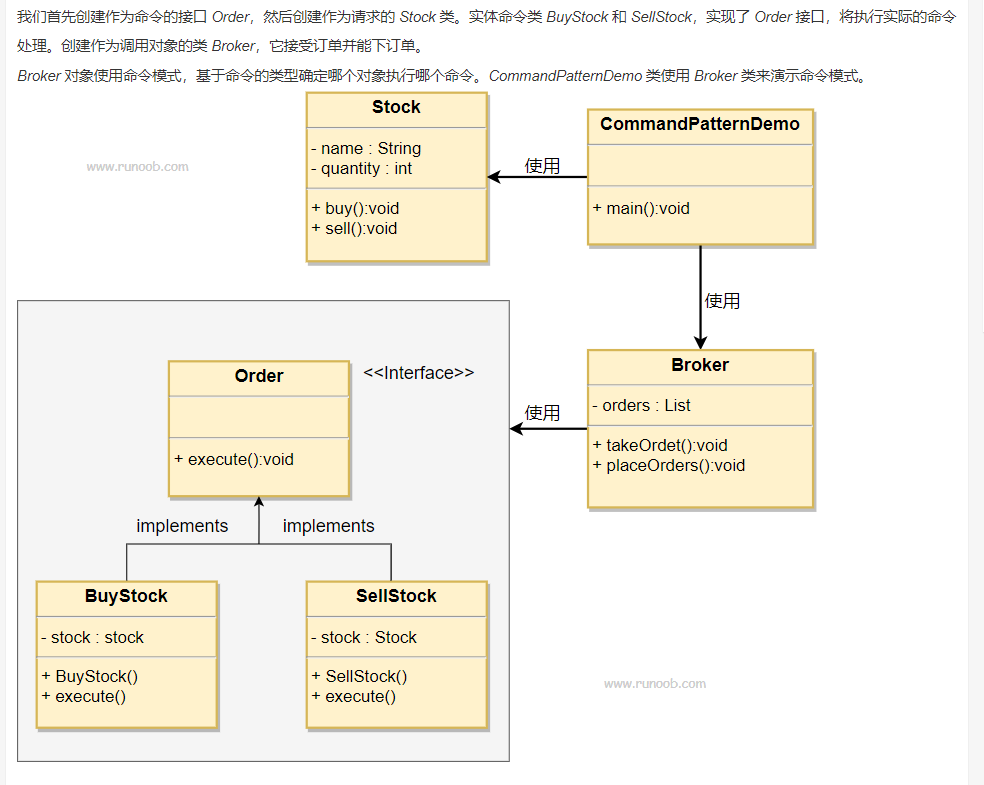 我们首先创建作为命令的接口 Order，然后创建作为请求的 Stock 类。实体命令类 BuyStock 和 SellStock，实现了 Order 接口，将执行实际的命令
处理。创建作为调用对象的类 Broker，它接受订单并能下订单。
Broker 对象使用命令模式，基于命令的类型确定哪个对象执行哪个命令。CommandPatternDemo 类使用 Broker 类来演示命令模式。
Stock
- name : String
- quantity : int
+ buy():void
+ sell():void
www.runoob.com
使用
CommandPatternDemo
+ main():void
使用
Order
<<Interface>>
+ execute():void
使用
Broker
- orders : List
+ takeOrdet():void
+ placeOrders():void
implements
implements
BuyStock
- stock : stock
+ BuyStock()
+ execute()
SellStock
- stock : Stock
+ SellStock()
+ execute()
www.runoob.com